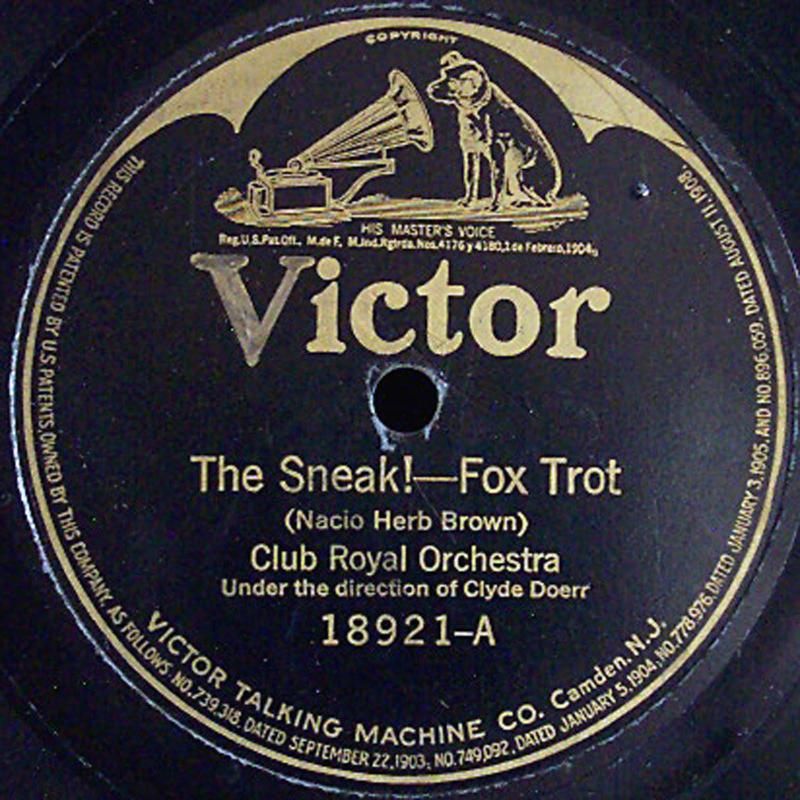 COPYRIGHT
HIS MASTER'S VOICE
Reg.U.S.Pat.Off., M.de F., M.Ind.Rgtrda.Nos.4176 y 4180,1 de Febrero,1904,
Victor
The Sneak!—Fox Trot
(Nacio Herb Brown)
Club Royal Orchestra
Under the direction of Clyde Doerr
18921-A
VICTOR TALKING MACHINE CO. Camden, N.J.
THIS RECORD IS PATENTED BY U.S.PATENTS, OWNED BY THIS COMPANY, AS FOLLOWS: NO.739,318, DATED SEPTEMBER 22,1903; NO.749,092, DATED JANUARY 5,1904, NO.778,976, DATED JANUARY 3,1905, AND NO.896,059, DATED AUGUST 11,1908.